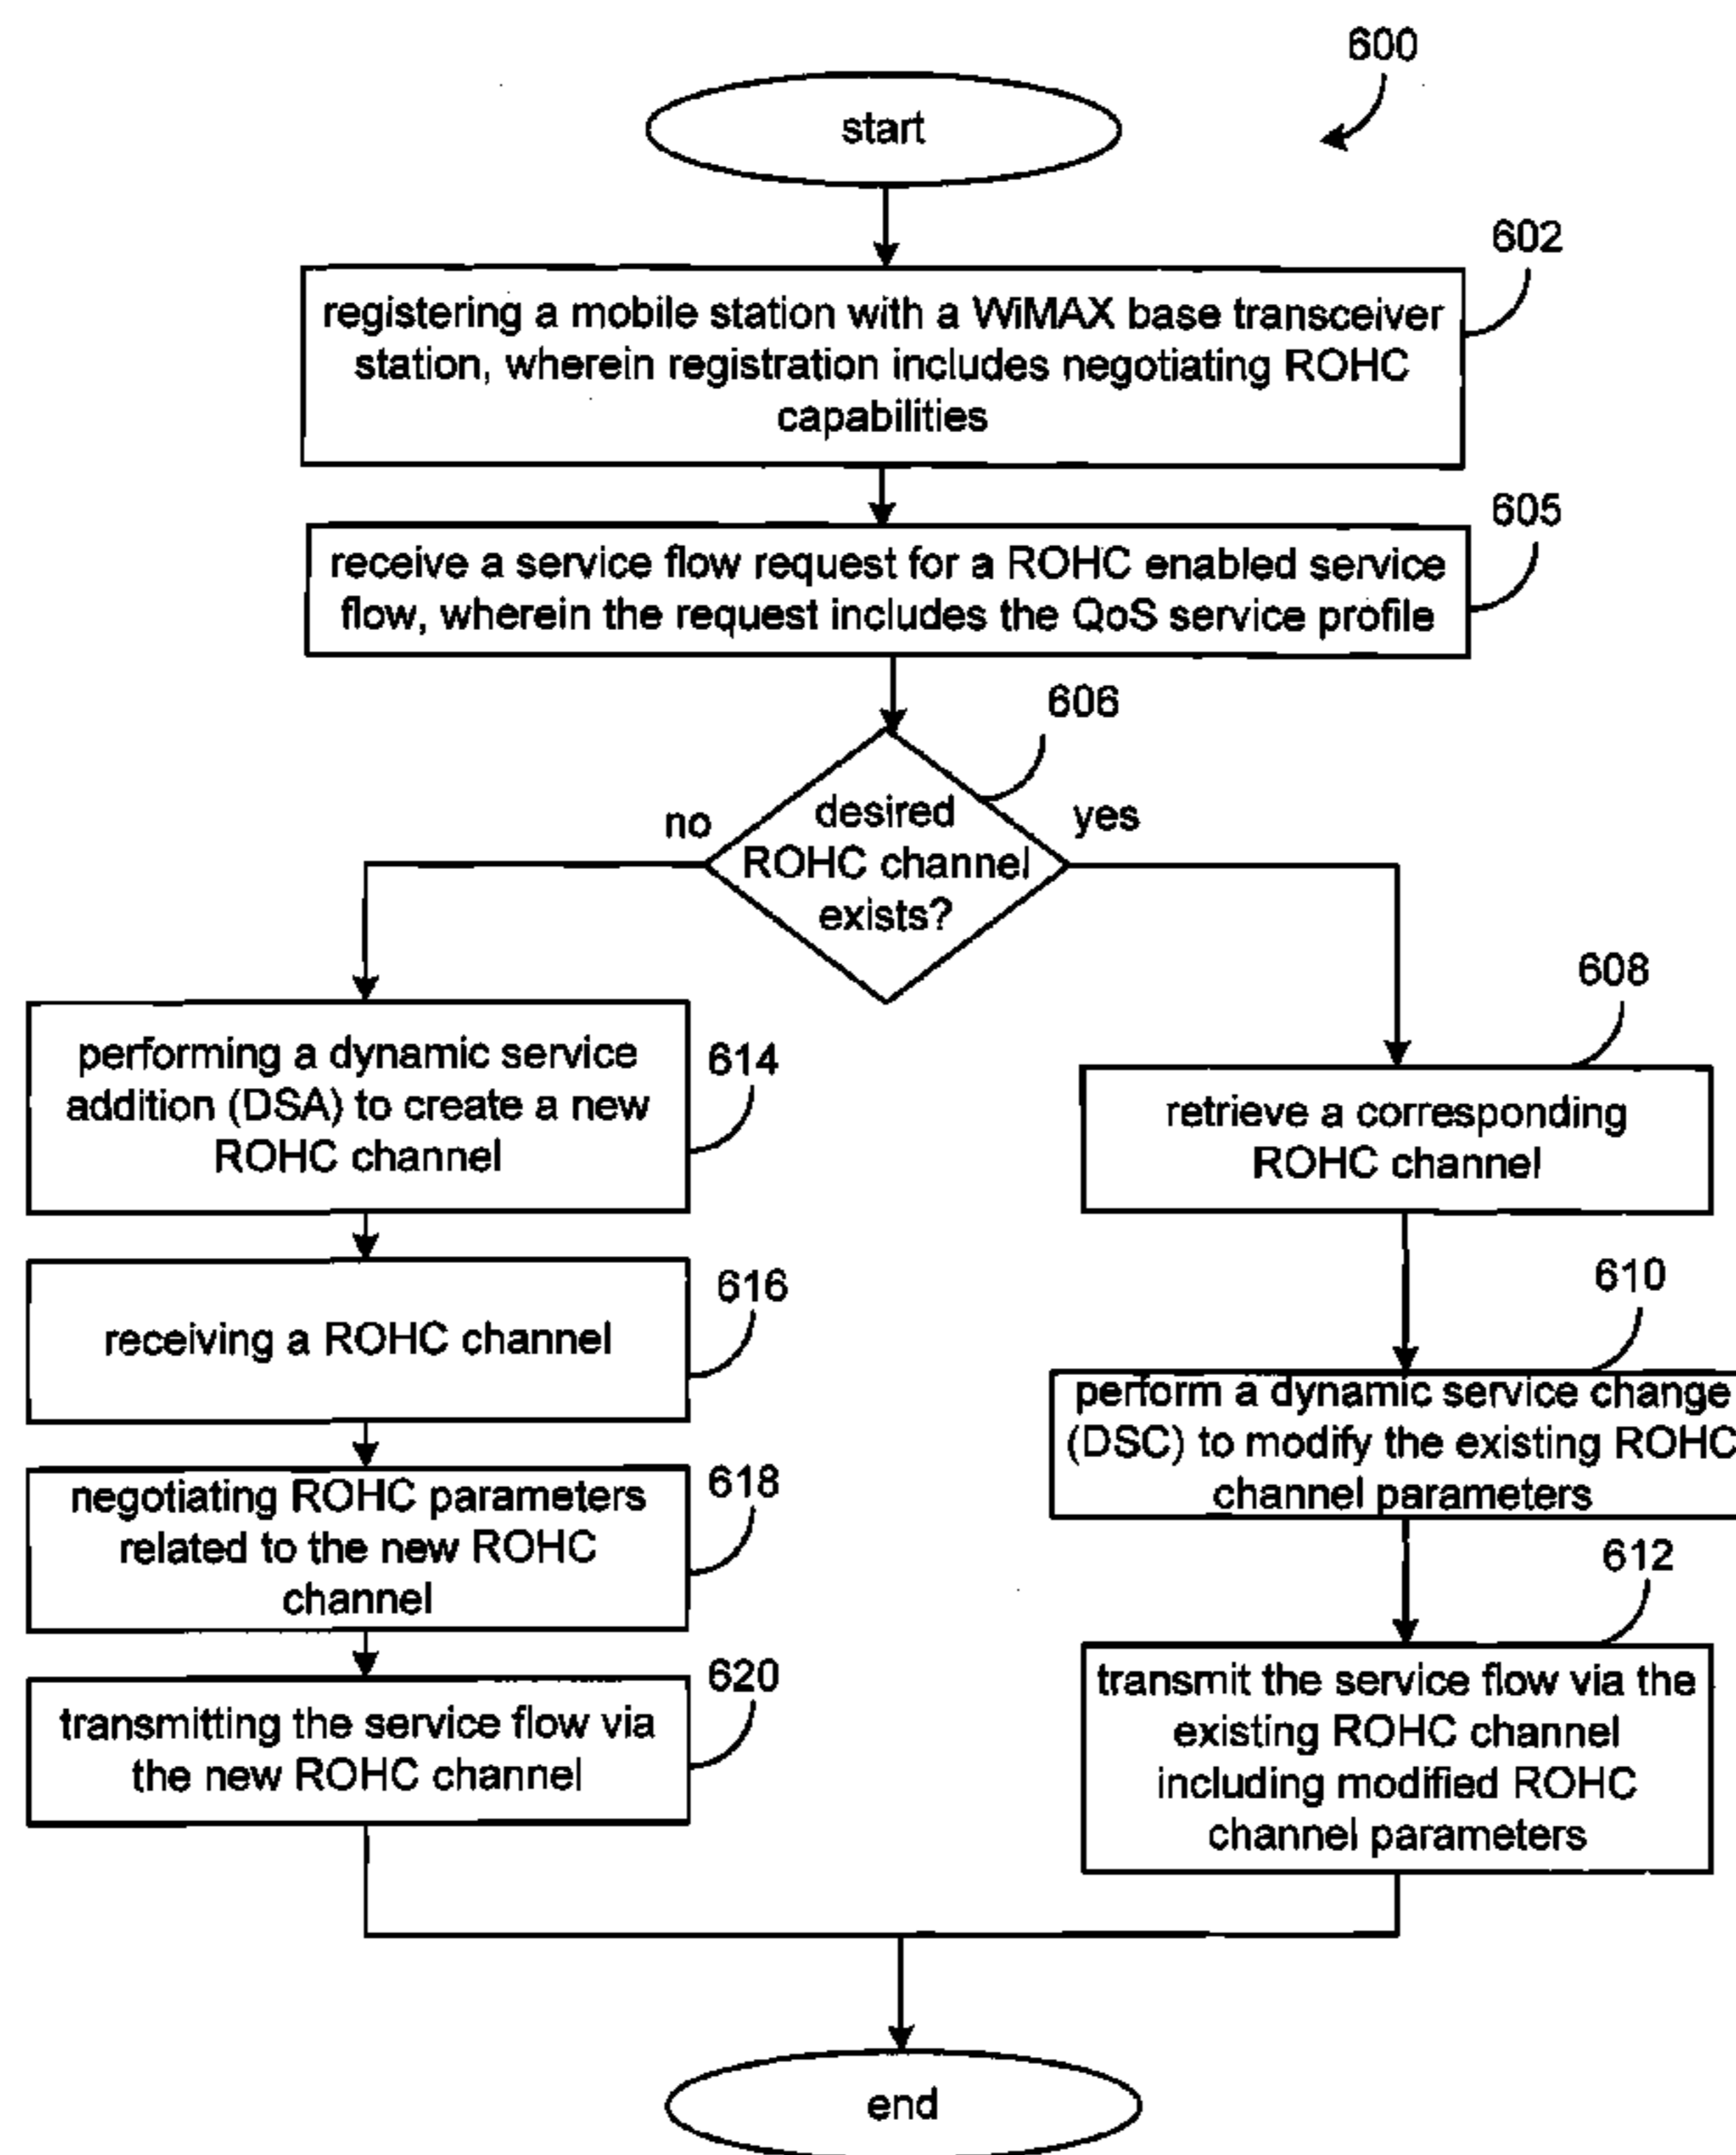 600
start
602
registering a mobile station with a WiMAX base transceiver
station, wherein registration includes negotiating ROHC
capabilities
605
receive a service flow request for a ROHC enabled service
flow, wherein the request includes the QoS service profile
606
desired
ROHC channel
exists?
no
yes
614
performing a dynamic service
addition (DSA) to create a new
ROHC channel
616
receiving a ROHC channel
618
negotiating ROHC parameters
related to the new ROHC
channel
620
transmitting the service flow via
the new ROHC channel
608
retrieve a corresponding
ROHC channel
610
perform a dynamic service change
(DSC) to modify the existing ROHC
channel parameters
612
transmit the service flow via the
existing ROHC channel
including modified ROHC
channel parameters
end